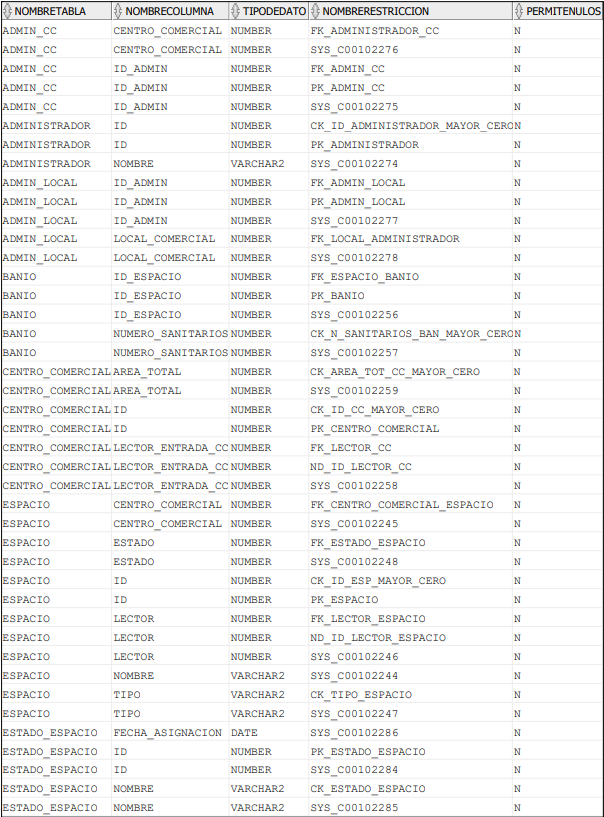 NOMBRETABLA NOMBRECOLUMNA TIPODEDATO NOMBRERESTRICCION PERMITENULOS
ADMIN_CC CENTRO_COMERCIAL NUMBER FK_ADMINISTRADOR_CC N
ADMIN_CC CENTRO_COMERCIAL NUMBER SYS_C00102276 N
ADMIN_CC ID_ADMIN NUMBER FK_ADMIN_CC N
ADMIN_CC ID_ADMIN NUMBER PK_ADMIN_CC N
ADMIN_CC ID_ADMIN NUMBER SYS_C00102275 N
ADMINISTRADOR ID NUMBER CK_ID_ADMINISTRADOR_MAYOR_CERO N
ADMINISTRADOR ID NUMBER PK_ADMINISTRADOR N
ADMINISTRADOR NOMBRE VARCHAR2 SYS_C00102274 N
ADMIN_LOCAL ID_ADMIN NUMBER FK_ADMIN_LOCAL N
ADMIN_LOCAL ID_ADMIN NUMBER PK_ADMIN_LOCAL N
ADMIN_LOCAL ID_ADMIN NUMBER SYS_C00102277 N
ADMIN_LOCAL LOCAL_COMERCIAL NUMBER FK_LOCAL_ADMINISTRADOR N
ADMIN_LOCAL LOCAL_COMERCIAL NUMBER SYS_C00102278 N
BANIO ID_ESPACIO NUMBER FK_ESPACIO_BANIO N
BANIO ID_ESPACIO NUMBER PK_BANIO N
BANIO ID_ESPACIO NUMBER SYS_C00102256 N
BANIO NUMERO_SANITARIOS NUMBER CK_N_SANITARIOS_BAN_MAYOR_CERO N
BANIO NUMERO_SANITARIOS NUMBER SYS_C00102257 N
CENTRO_COMERCIAL AREA_TOTAL NUMBER CK_AREA_TOT_CC_MAYOR_CERO N
CENTRO_COMERCIAL AREA_TOTAL NUMBER SYS_C00102259 N
CENTRO_COMERCIAL ID NUMBER CK_ID_CC_MAYOR_CERO N
CENTRO_COMERCIAL ID NUMBER PK_CENTRO_COMERCIAL N
CENTRO_COMERCIAL LECTOR_ENTRADA_CC NUMBER FK_LECTOR_CC N
CENTRO_COMERCIAL LECTOR_ENTRADA_CC NUMBER ND_ID_LECTOR_CC N
CENTRO_COMERCIAL LECTOR_ENTRADA_CC NUMBER SYS_C00102258 N
ESPACIO CENTRO_COMERCIAL NUMBER FK_CENTRO_COMERCIAL_ESPACIO N
ESPACIO CENTRO_COMERCIAL NUMBER SYS_C00102245 N
ESPACIO ESTADO NUMBER FK_ESTADO_ESPACIO N
ESPACIO ESTADO NUMBER SYS_C00102248 N
ESPACIO ID NUMBER CK_ID_ESP_MAYOR_CERO N
ESPACIO ID NUMBER PK_ESPACIO N
ESPACIO LECTOR NUMBER FK_LECTOR_ESPACIO N
ESPACIO LECTOR NUMBER ND_ID_LECTOR_ESPACIO N
ESPACIO LECTOR NUMBER SYS_C00102246 N
ESPACIO NOMBRE VARCHAR2 SYS_C00102244 N
ESPACIO TIPO VARCHAR2 CK_TIPO_ESPACIO N
ESPACIO TIPO VARCHAR2 SYS_C00102247 N
ESTADO_ESPACIO FECHA_ASIGNACION DATE SYS_C00102286 N
ESTADO_ESPACIO ID NUMBER PK_ESTADO_ESPACIO N
ESTADO_ESPACIO ID NUMBER SYS_C00102284 N
ESTADO_ESPACIO NOMBRE VARCHAR2 CK_ESTADO_ESPACIO N
ESTADO_ESPACIO NOMBRE VARCHAR2 SYS_C00102285 N